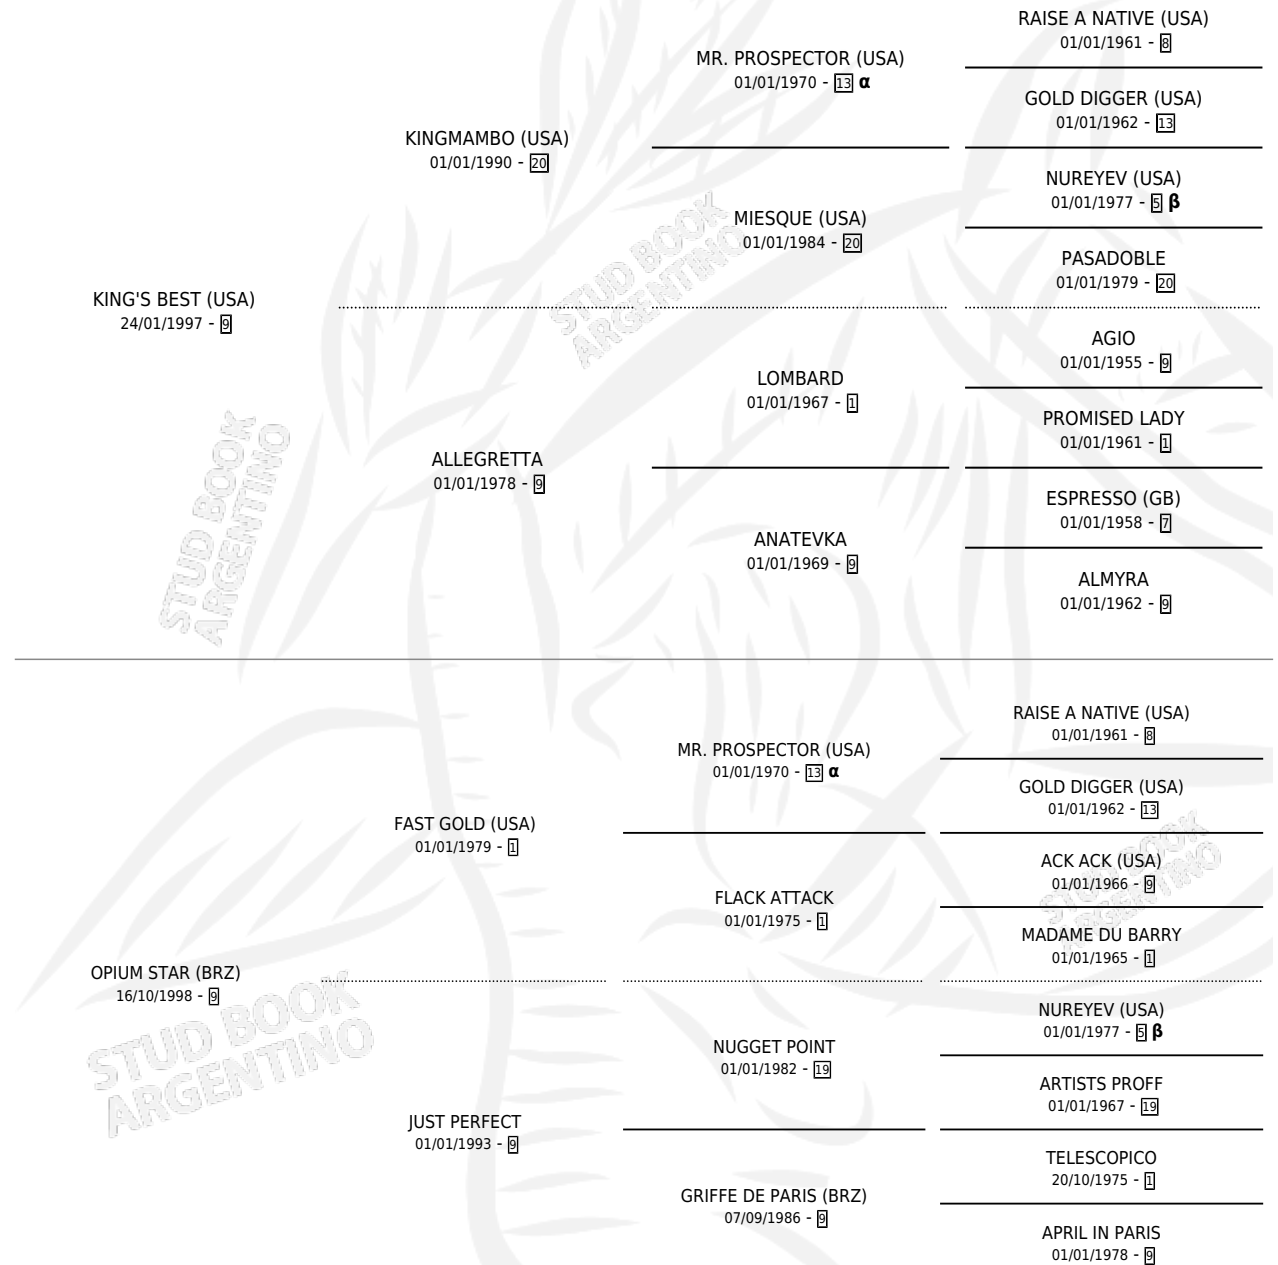 RAISE A NATIVE (USA)
01/01/1961 - 8
MR. PROSPECTOR (USA)
01/01/1970 - 13 α
GOLD DIGGER (USA)
01/01/1962 - 13
KINGMAMBO (USA)
01/01/1990 - 20
NUREYEV (USA)
01/01/1977 - 5 β
MIESQUE (USA)
01/01/1984 - 20
PASADOBLE
01/01/1979 - 20
STUD BOOK
ARGENTINO
KING'S BEST (USA)
24/01/1997 - 9
AGIO
01/01/1955 - 9
LOMBARD
01/01/1967 - 1
PROMISED LADY
01/01/1961 - 1
ALLEGRETTA
01/01/1978 - 9
ESPRESSO (GB)
01/01/1958 - 7
ANATEVKA
01/01/1969 - 9
ALMYRA
01/01/1962 - 9
STUD BOOK
ARGENTINO
RAISE A NATIVE (USA)
01/01/1961 - 8
MR. PROSPECTOR (USA)
01/01/1970 - 13 α
GOLD DIGGER (USA)
01/01/1962 - 13
FAST GOLD (USA)
01/01/1979 - 1
ACK ACK (USA)
01/01/1966 - 9
FLACK ATTACK
01/01/1975 - 1
MADAME DU BARRY
01/01/1965 - 1
STUD BOOK
ARGENTINO
OPIUM STAR (BRZ)
16/10/1998 - 9
NUREYEV (USA)
01/01/1977 - 5 β
NUGGET POINT
01/01/1982 - 19
ARTISTS PROFF
01/01/1967 - 19
JUST PERFECT
01/01/1993 - 9
TELESCOPICO
20/10/1975 - 1
GRIFFE DE PARIS (BRZ)
07/09/1986 - 9
APRIL IN PARIS
01/01/1978 - 9
STUD BOOK
ARGENTINO